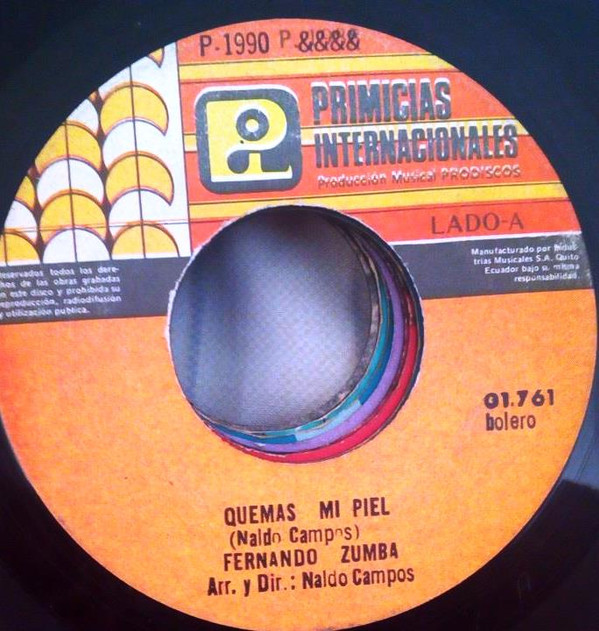 P-1990 P &&&&
PRIMICIAS
INTERNACIONALES
Producción Musical PRODISCOS
LADO-A
Reservados todos los dere-
chos de las obras grabadas
en este disco y prohibida su
reproducción, radiodifusión
y utilización publica.
Manufacturado por Indus-
trias Musicales S.A. Quito
Ecuador bajo su misma
responsabilidad.
01.761
bolero
QUEMAS MI PIEL
(Naldo Campos)
FERNANDO ZUMBA
Arr. y Dir.: Naldo Campos